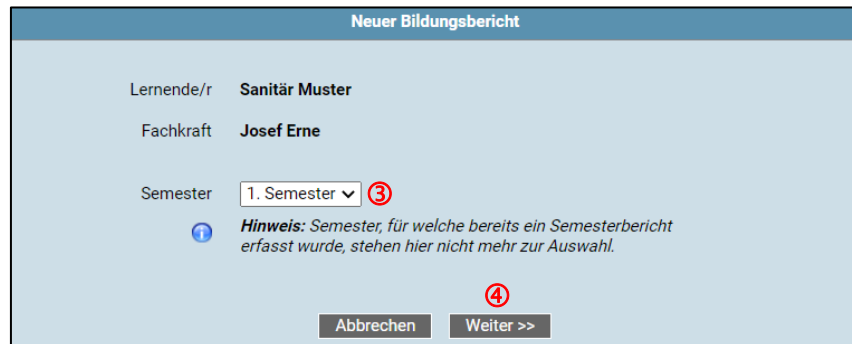 Neuer Bildungsbericht
Lernende/r Sanitär Muster
Fachkraft Josef Erne
Semester 1. Semester ③
Hinweis: Semester, für welche bereits ein Semesterbericht
erfasst wurde, stehen hier nicht mehr zur Auswahl.
④
Abbrechen Weiter >>